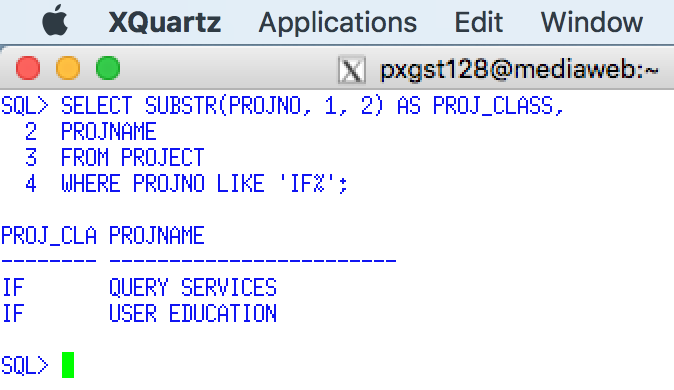 XQuartz Applications Edit Window
pxgst128@mediaweb:~
SQL> SELECT SUBSTR(PROJNO, 1, 2) AS PROJ_CLASS,
  2  PROJNAME
  3  FROM PROJECT
  4  WHERE PROJNO LIKE 'IF%';
PROJ_CLA PROJNAME
-------- ------------------------
IF       QUERY SERVICES
IF       USER EDUCATION
SQL>